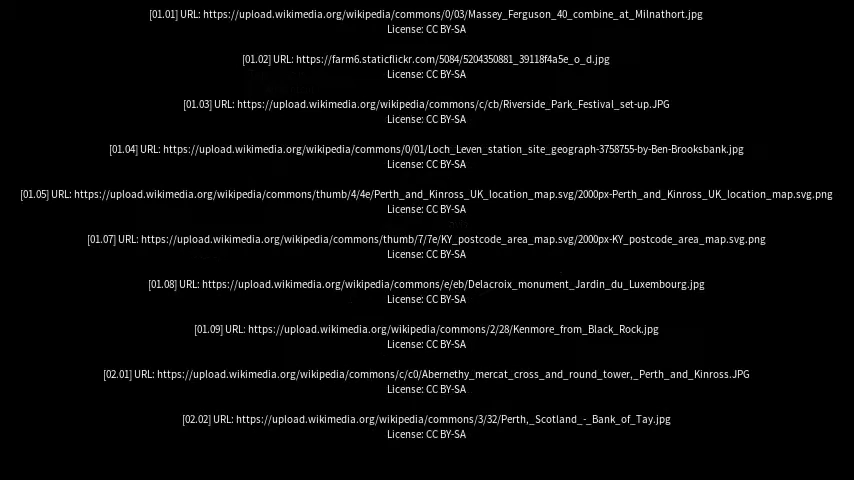 [01.01] URL: https://upload.wikimedia.org/wikipedia/commons/0/03/Massey_Ferguson_40_combine_at_Milnathort.jpg
License: CC BY-SA
[01.02] URL: https://farm6.staticflickr.com/5084/5204350881_39118f4a5e_o_d.jpg
License: CC BY-SA
[01.03] URL: https://upload.wikimedia.org/wikipedia/commons/c/cb/Riverside_Park_Festival_set-up.JPG
License: CC BY-SA
[01.04] URL: https://upload.wikimedia.org/wikipedia/commons/0/01/Loch_Leven_station_site_geograph-3758755-by-Ben-Brooksbank.jpg
License: CC BY-SA
[01.05] URL: https://upload.wikimedia.org/wikipedia/commons/thumb/4/4e/Perth_and_Kinross_UK_location_map.svg/2000px-Perth_and_Kinross_UK_location_map.svg.png
License: CC BY-SA
[01.07] URL: https://upload.wikimedia.org/wikipedia/commons/thumb/7/7e/KY_postcode_area_map.svg/2000px-KY_postcode_area_map.svg.png
License: CC BY-SA
[01.08] URL: https://upload.wikimedia.org/wikipedia/commons/e/eb/Delacroix_monument_Jardin_du_Luxembourg.jpg
License: CC BY-SA
[01.09] URL: https://upload.wikimedia.org/wikipedia/commons/2/28/Kenmore_from_Black_Rock.jpg
License: CC BY-SA
[02.01] URL: https://upload.wikimedia.org/wikipedia/commons/c/c0/Abernethy_mercat_cross_and_round_tower,_Perth_and_Kinross.JPG
License: CC BY-SA
[02.02] URL: https://upload.wikimedia.org/wikipedia/commons/3/32/Perth,_Scotland_-_Bank_of_Tay.jpg
License: CC BY-SA